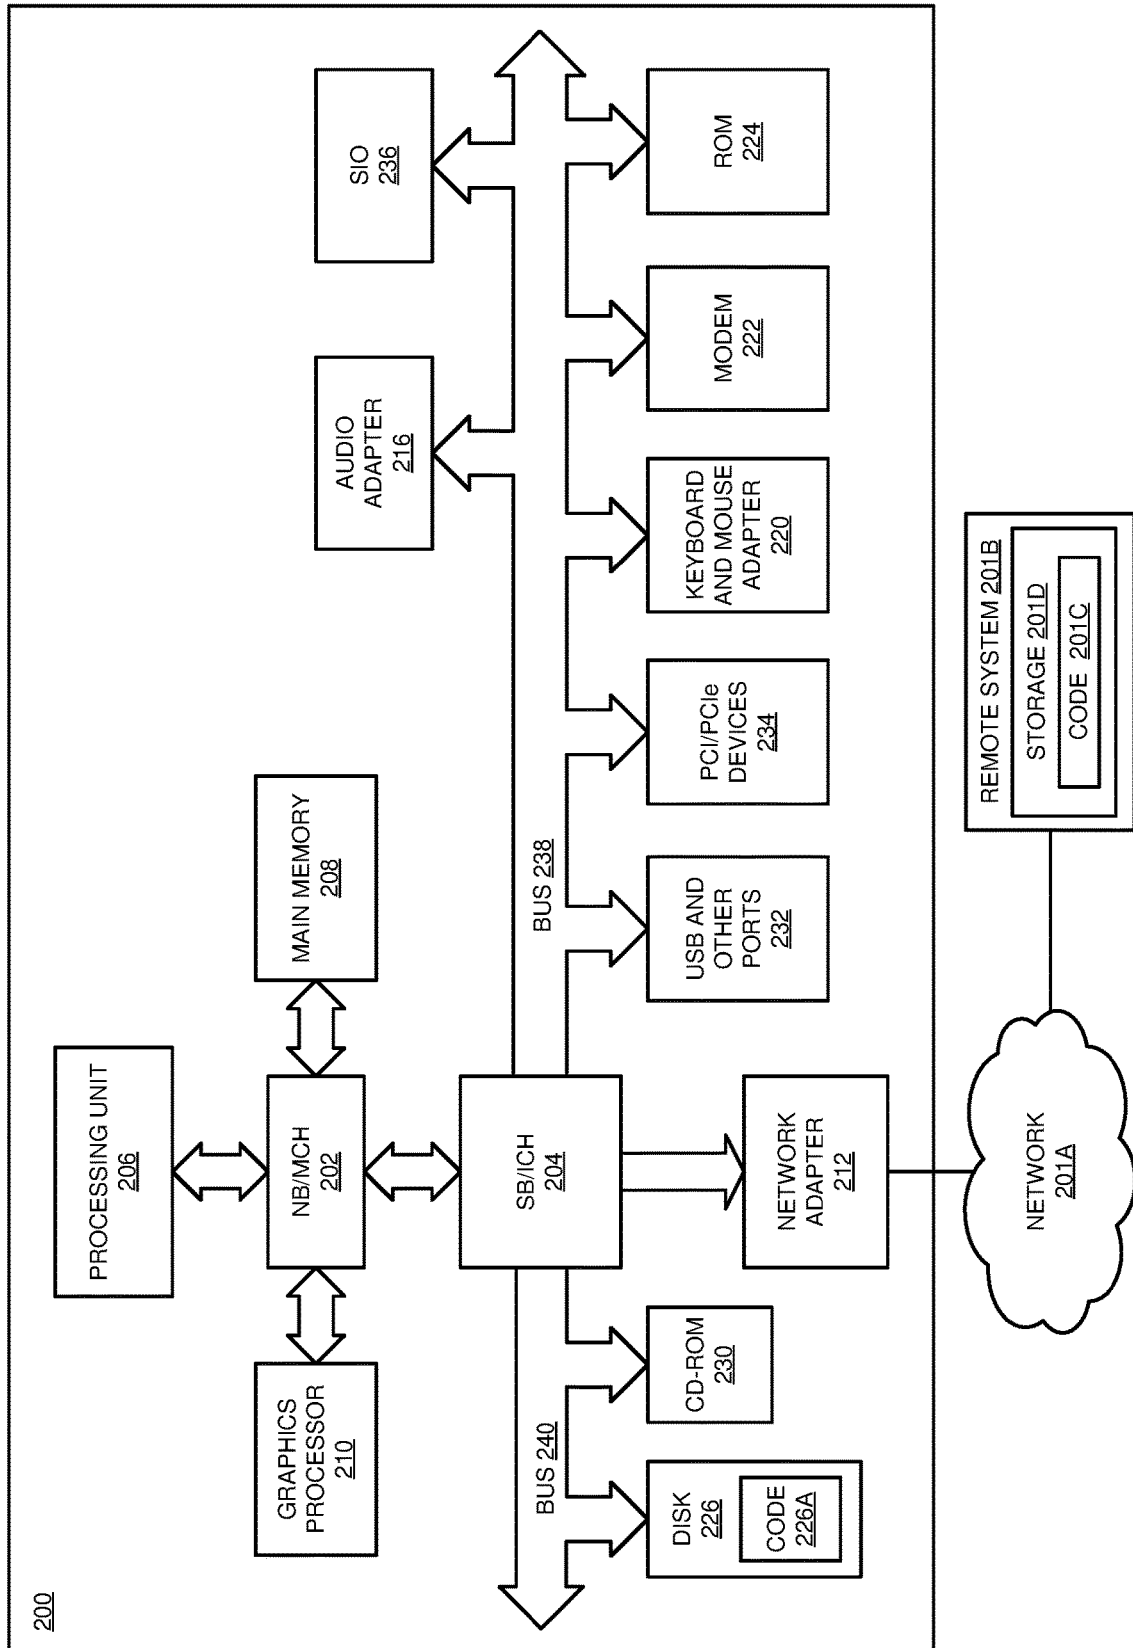 200
PROCESSING UNIT
206
GRAPHICS
PROCESSOR
210
NB/MCH
202
MAIN MEMORY
208
AUDIO
ADAPTER
216
SIO
236
SB/ICH
204
BUS 240
BUS 238
DISK
226
CODE
226A
CD-ROM
230
NETWORK
ADAPTER
212
USB AND
OTHER
PORTS
232
PCI/PCIe
DEVICES
234
KEYBOARD
AND MOUSE
ADAPTER
220
MODEM
222
ROM
224
NETWORK
201A
REMOTE SYSTEM 201B
STORAGE 201D
CODE 201C